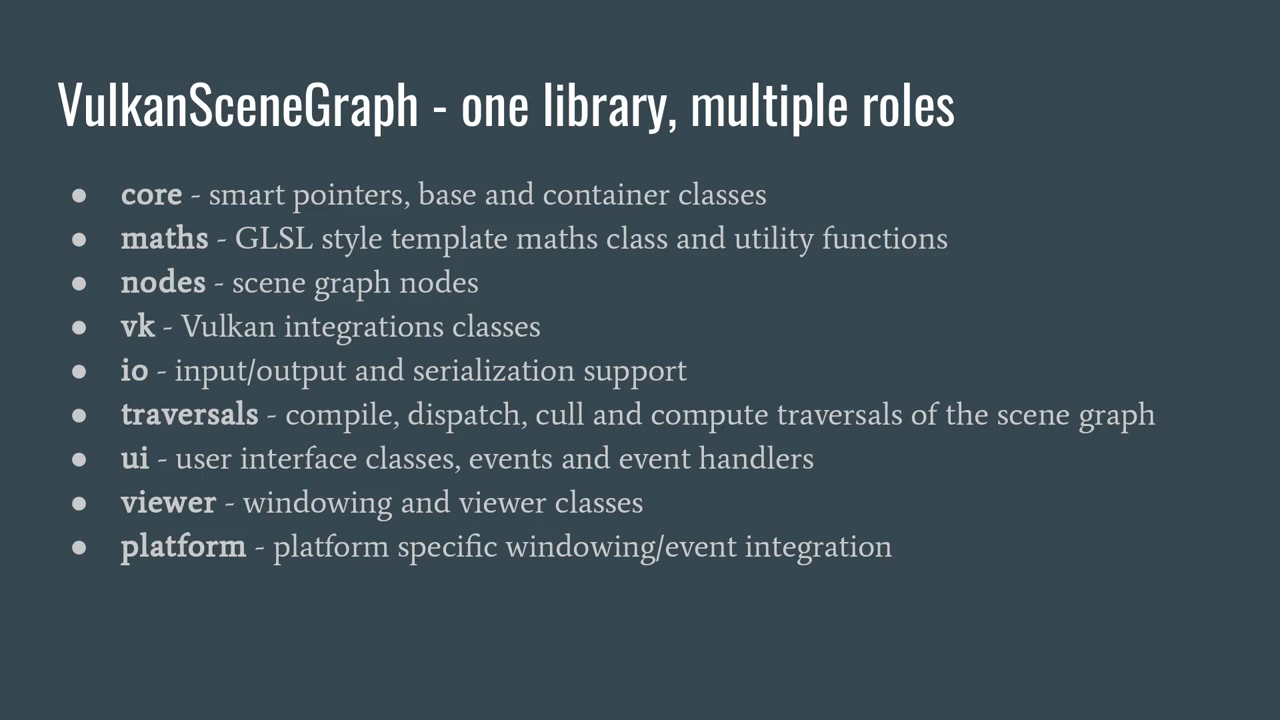 VulkanSceneGraph - one library, multiple roles
● core - smart pointers, base and container classes
● maths - GLSL style template maths class and utility functions
● nodes - scene graph nodes
● vk - Vulkan integrations classes
● io - input/output and serialization support
● traversals - compile, dispatch, cull and compute traversals of the scene graph
● ui - user interface classes, events and event handlers
● viewer - windowing and viewer classes
● platform - platform specific windowing/event integration